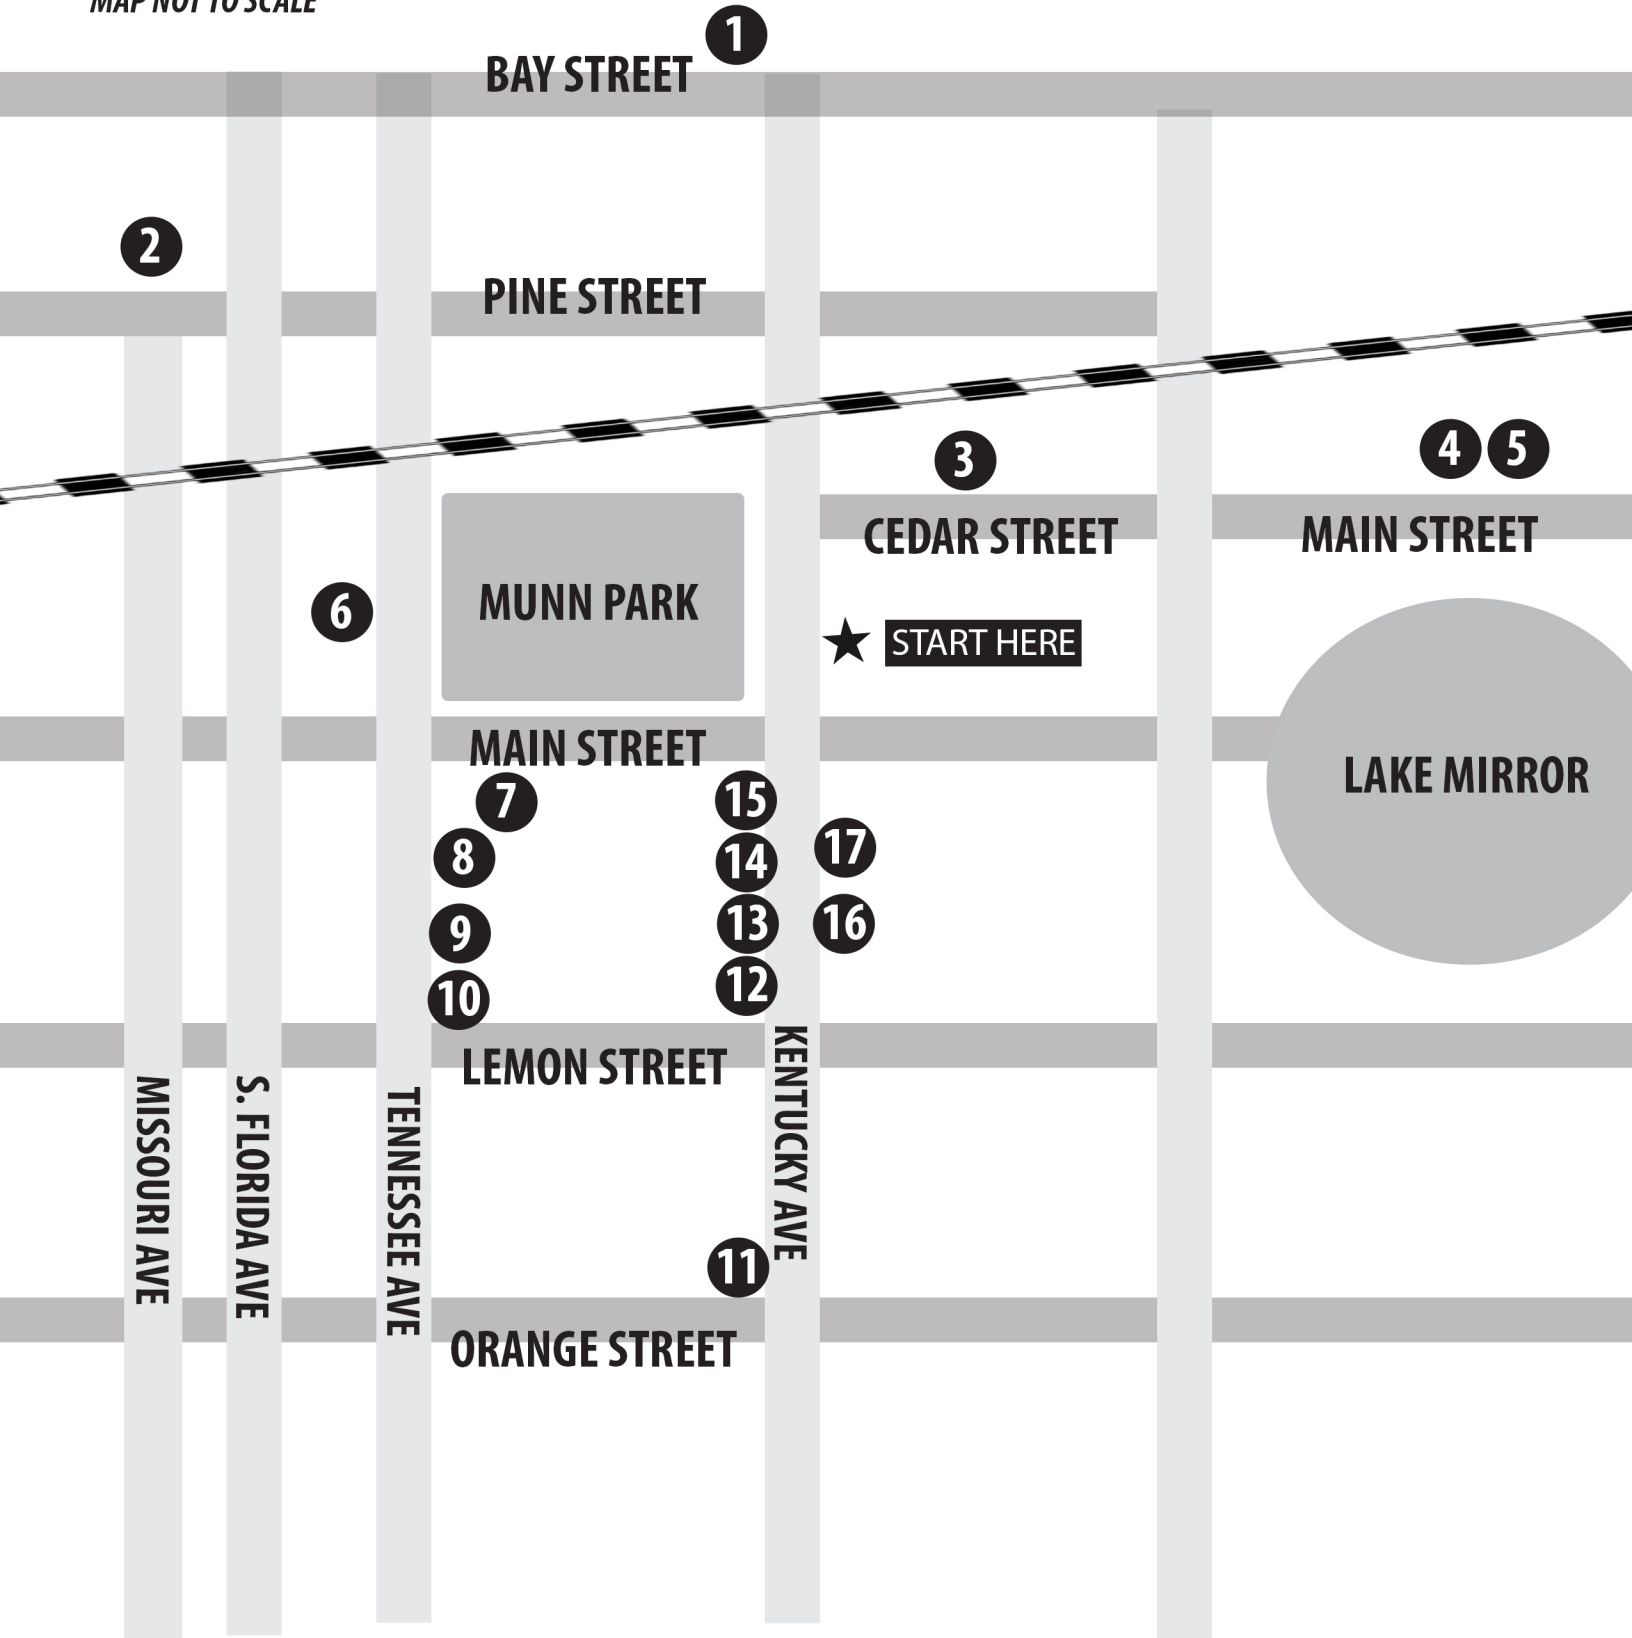 MAP NOT TO SCALE
1
BAY STREET
2
PINE STREET
3
4 5
CEDAR STREET
MAIN STREET
6
MUNN PARK
START HERE
MAIN STREET
LAKE MIRROR
7
15
8
14
17
9
13
16
10
12
LEMON STREET
KENTUCKY AVE
MISSOURI AVE
S. FLORIDA AVE
TENNESSEE AVE
11
ORANGE STREET